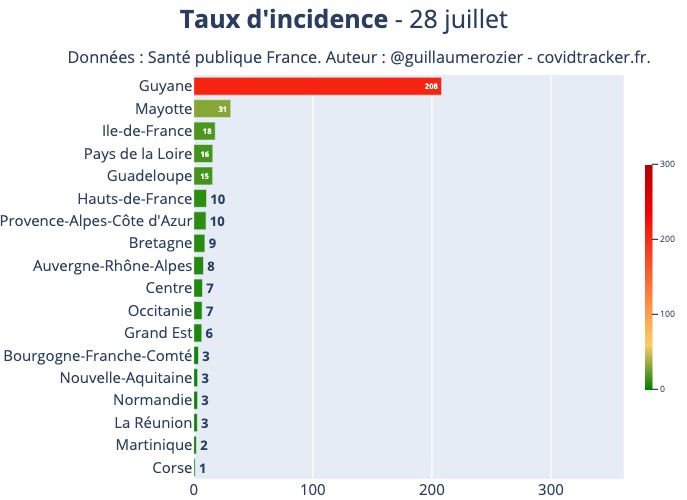 Taux d'incidence - 28 juillet
Données : Santé publique France. Auteur : @guillaumerozier - covidtracker.fr.
Guyane 208
Mayotte 31
Ile-de-France 18
Pays de la Loire 16
Guadeloupe 15
Hauts-de-France 10
Provence-Alpes-Côte d'Azur 10
Bretagne 9
Auvergne-Rhône-Alpes 8
Centre 7
Occitanie 7
Grand Est 6
Bourgogne-Franche-Comté 3
Nouvelle-Aquitaine 3
Normandie 3
La Réunion 3
Martinique 2
Corse 1
0 100 200 300
300
200
100
0